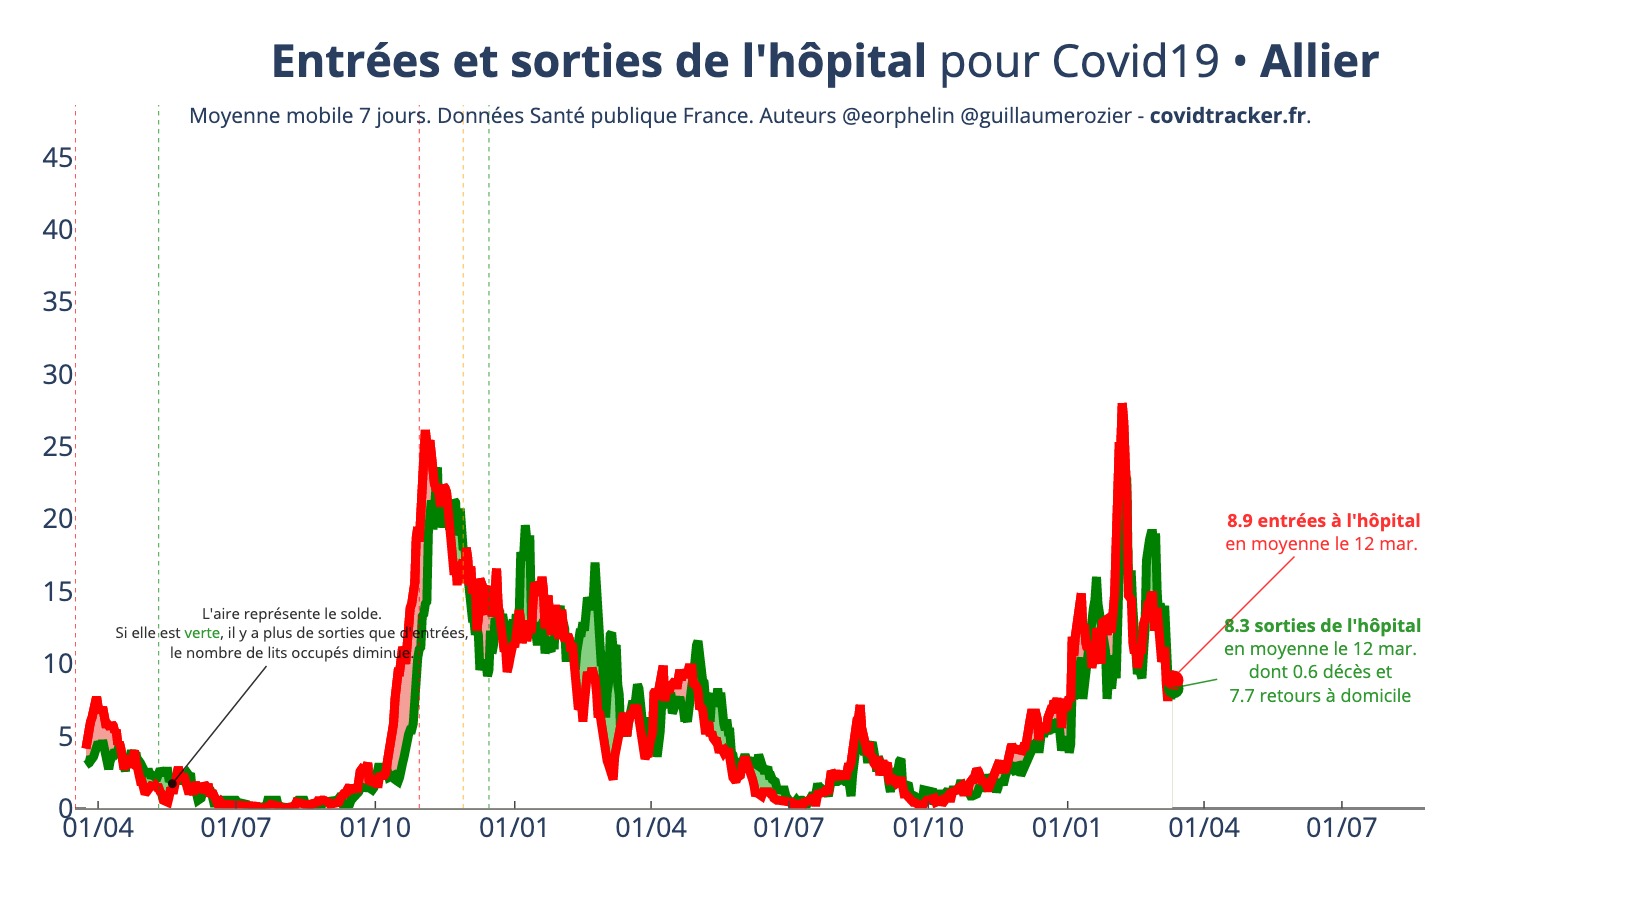 Entrées et sorties de l'hôpital pour Covid19 • Allier
Moyenne mobile 7 jours. Données Santé publique France. Auteurs @eorphelin @guillaumerozier - covidtracker.fr.
45
40
35
30
25
20
15
10
5
0
8.9 entrées à l'hôpital
en moyenne le 12 mar.
L'aire représente le solde.
Si elle est verte, il y a plus de sorties que d'entrées,
le nombre de lits occupés diminue.
8.3 sorties de l'hôpital
en moyenne le 12 mar.
dont 0.6 décès et
7.7 retours à domicile
01/04 01/07 01/10 01/01 01/04 01/07 01/10 01/01 01/04 01/07